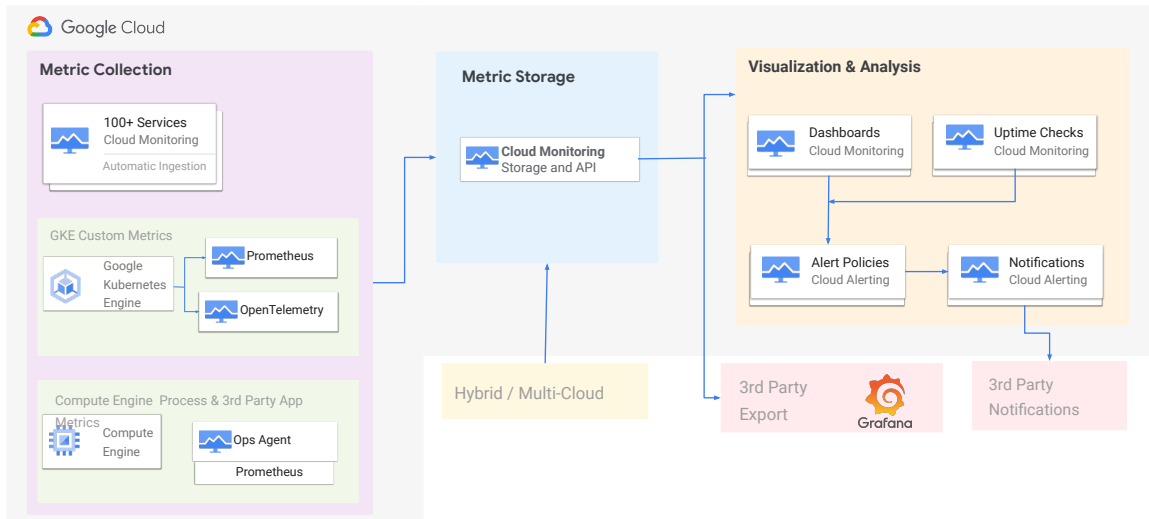 Google Cloud
Metric Collection
100+ Services
Cloud Monitoring
Automatic Ingestion
GKE Custom Metrics
Google
Kubernetes
Engine
Prometheus
OpenTelemetry
Compute Engine Process & 3rd Party App
Metrics
Compute
Engine
Ops Agent
Prometheus
Metric Storage
Cloud Monitoring
Storage and API
Hybrid / Multi-Cloud
Visualization & Analysis
Dashboards
Cloud Monitoring
Uptime Checks
Cloud Monitoring
Alert Policies
Cloud Alerting
Notifications
Cloud Alerting
3rd Party
Export
Grafana
3rd Party
Notifications